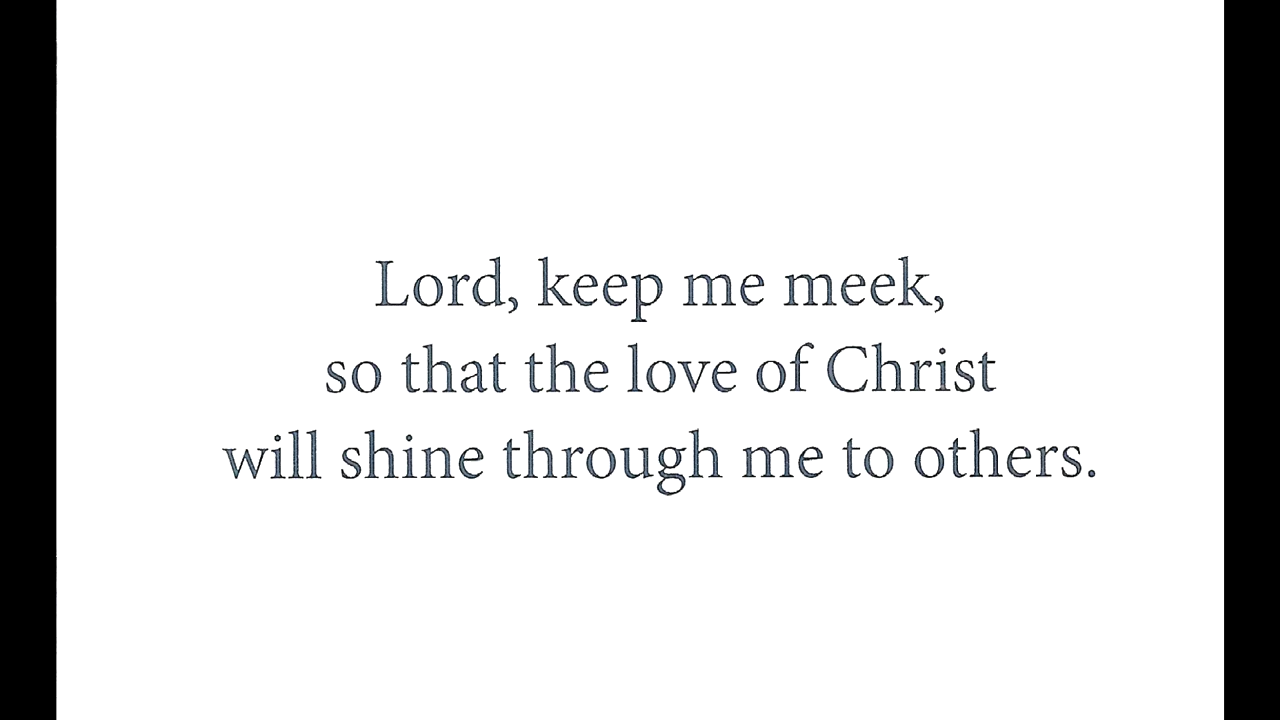 Lord, keep me meek,
so that the love of Christ
will shine through me to others.